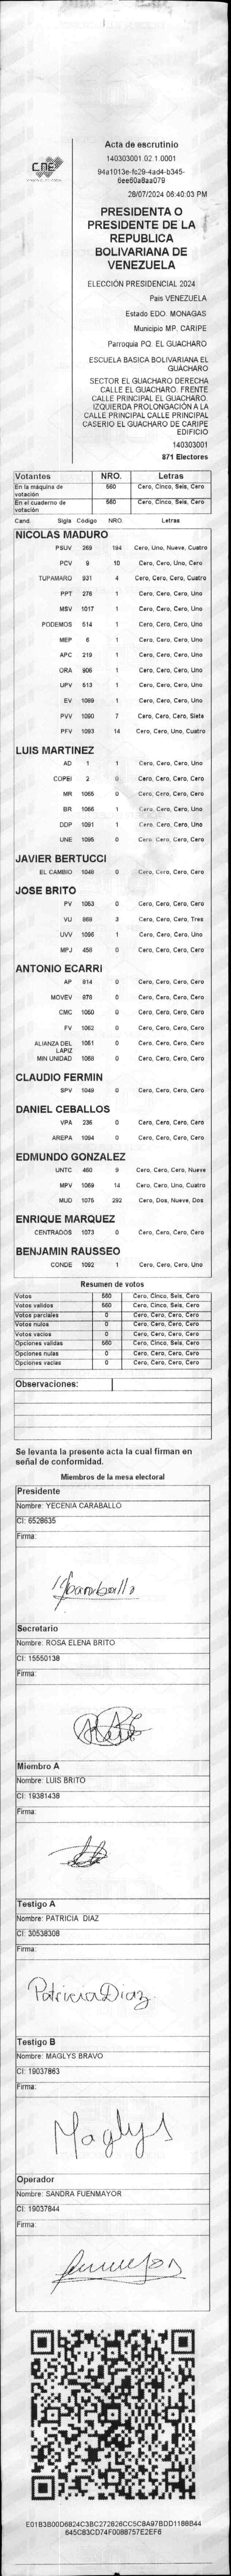 CNE
Acta de escrutinio
140303001.02.1.0001
94a1013e-fc29-4ad4-b345-
6ee60a8aa079
28/07/2024 06:40:03 PM
PRESIDENTA O
PRESIDENTE DE LA
REPUBLICA
BOLIVARIANA DE
VENEZUELA
ELECCIÓN PRESIDENCIAL 2024
País VENEZUELA
Estado EDO. MONAGAS
Municipio MP. CARIPE
Parroquia PQ. EL GUACHARO
ESCUELA BASICA BOLIVARIANA EL
GUACHARO
SECTOR EL GUACHARO DERECHA
CALLE EL GUACHARO. FRENTE
CALLE PRINCIPAL EL GUACHARO.
IZQUIERDA PROLONGACIÓN A LA
CALLE PRINCIPAL CALLE PRINCIPAL
CASERIO EL GUACHARO DE CARIPE
EDIFICIO
140303001
871 Electores
Votantes NRO. Letras
En la máquina de votación 560 Cero, Cinco, Seis, Cero
En el cuaderno de votación 560 Cero, Cinco, Seis, Cero
Cand. Sigla Código NRO. Letras
NICOLAS MADURO
PSUV 268 194 Cero, Uno, Nueve, Cuatro
PCV 9 10 Cero, Cero, Uno, Cero
TUPAMARO 931 4 Cero, Cero, Cero, Cuatro
PPT 276 1 Cero, Cero, Cero, Uno
MSV 1017 1 Cero, Cero, Cero, Uno
PODEMOS 514 1 Cero, Cero, Cero, Uno
MEP 6 1 Cero, Cero, Cero, Uno
APC 219 1 Cero, Cero, Cero, Uno
ORA 906 1 Cero, Cero, Cero, Uno
UPV 613 1 Cero, Cero, Cero, Uno
EV 1089 1 Cero, Cero, Cero, Uno
PVV 1090 7 Cero, Cero, Cero, Siete
PFV 1093 14 Cero, Cero, Uno, Cuatro
LUIS MARTINEZ
AD 1 1 Cero, Cero, Cero, Uno
COPEI 2 0 Cero, Cero, Cero, Cero
MR 1055 0 Cero, Cero, Cero, Cero
BR 1066 1 Cero, Cero, Cero, Uno
DDP 1091 1 Cero, Cero, Cero, Uno
UNE 1095 0 Cero, Cero, Cero, Cero
JAVIER BERTUCCI
EL CAMBIO 1048 0 Cero, Cero, Cero, Cero
JOSE BRITO
PV 1053 0 Cero, Cero, Cero, Cero
VU 868 3 Cero, Cero, Cero, Tres
UVV 1096 1 Cero, Cero, Cero, Uno
MPJ 458 0 Cero, Cero, Cero, Cero
ANTONIO ECARRI
AP 814 0 Cero, Cero, Cero, Cero
MOVEV 878 0 Cero, Cero, Cero, Cero
CMC 1050 0 Cero, Cero, Cero, Cero
FV 1062 0 Cero, Cero, Cero, Cero
ALIANZA DEL LAPIZ 1051 0 Cero, Cero, Cero, Cero
MIN UNIDAD 1058 0 Cero, Cero, Cero, Cero
CLAUDIO FERMIN
SPV 1049 0 Cero, Cero, Cero, Cero
DANIEL CEBALLOS
VPA 236 0 Cero, Cero, Cero, Cero
AREPA 1094 0 Cero, Cero, Cero, Cero
EDMUNDO GONZALEZ
UNTC 460 9 Cero, Cero, Cero, Nueve
MPV 1069 14 Cero, Cero, Uno, Cuatro
MUD 1075 292 Cero, Dos, Nueve, Dos
ENRIQUE MARQUEZ
CENTRADOS 1073 0 Cero, Cero, Cero, Cero
BENJAMIN RAUSSEO
CONDE 1092 1 Cero, Cero, Cero, Uno
Resumen de votos
Votos 560 Cero, Cinco, Seis, Cero
Votos validos 560 Cero, Cinco, Seis, Cero
Votos parciales 0 Cero, Cero, Cero, Cero
Votos nulos 0 Cero, Cero, Cero, Cero
Votos vacios 0 Cero, Cero, Cero, Cero
Opciones validas 560 Cero, Cinco, Seis, Cero
Opciones nulas 0 Cero, Cero, Cero, Cero
Opciones vacias 0 Cero, Cero, Cero, Cero
Observaciones:
Se levanta la presente acta la cual firman en
señal de conformidad.
Miembros de la mesa electoral
Presidente
Nombre: YECENIA CARABALLO
CI: 6528635
Firma:
Secretario
Nombre: ROSA ELENA BRITO
CI: 15550138
Firma:
Miembro A
Nombre: LUIS BRITO
CI: 19381438
Firma:
Testigo A
Nombre: PATRICIA DIAZ
CI: 30538308
Firma:
Patricia Diaz
Testigo B
Nombre: MAGLYS BRAVO
CI: 19037863
Firma:
Maglys
Operador
Nombre: SANDRA FUENMAYOR
CI: 19037844
Firma:
E01B3B00D6824C3BC272826CC5C8A97BDD1188B44
645C83CD74F0088757E2EF6